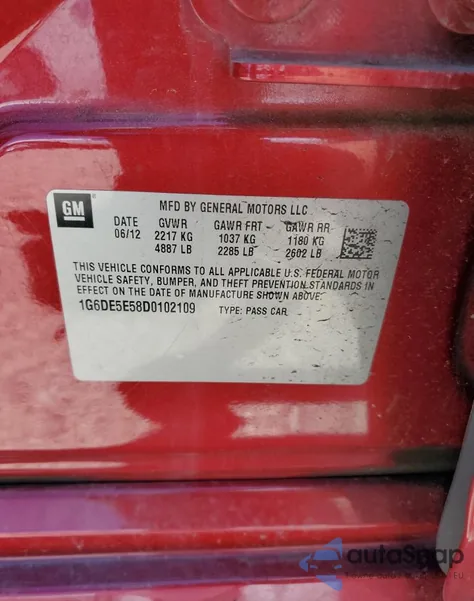 GM
MFD BY GENERAL MOTORS LLC
DATE GVWR GAWR FRT GAWR RR
06/12 2217 KG 1037 KG 1180 KG
4887 LB 2285 LB 2602 LB
THIS VEHICLE CONFORMS TO ALL APPLICABLE U.S. FEDERAL MOTOR
VEHICLE SAFETY, BUMPER, AND THEFT PREVENTION STANDARDS IN
EFFECT ON THE DATE OF MANUFACTURE SHOWN ABOVE.
1G6DE5E58D0102109 TYPE: PASS CAR
autoSnap